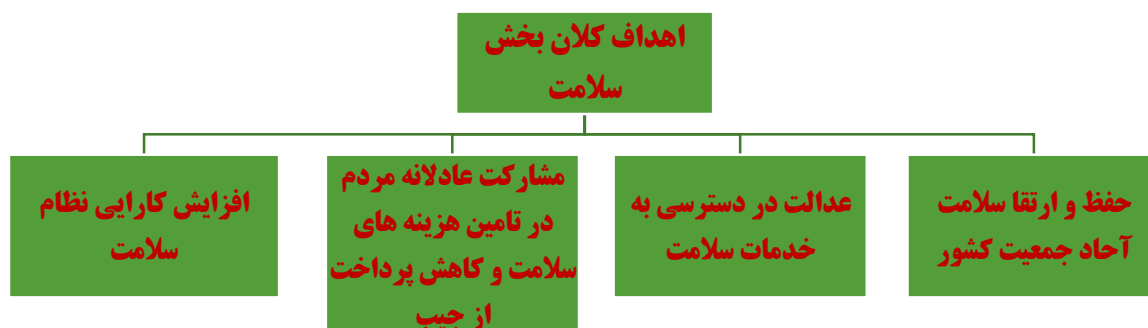 اهداف کلان بخش
سلامت
حفظ و ارتقا سلامت
آحاد جمعیت کشور
عدالت در دسترسی به
خدمات سلامت
مشارکت عادلانه مردم
در تامین هزینه های
سلامت و کاهش پرداخت
از جیب
افزایش کارایی نظام
سلامت